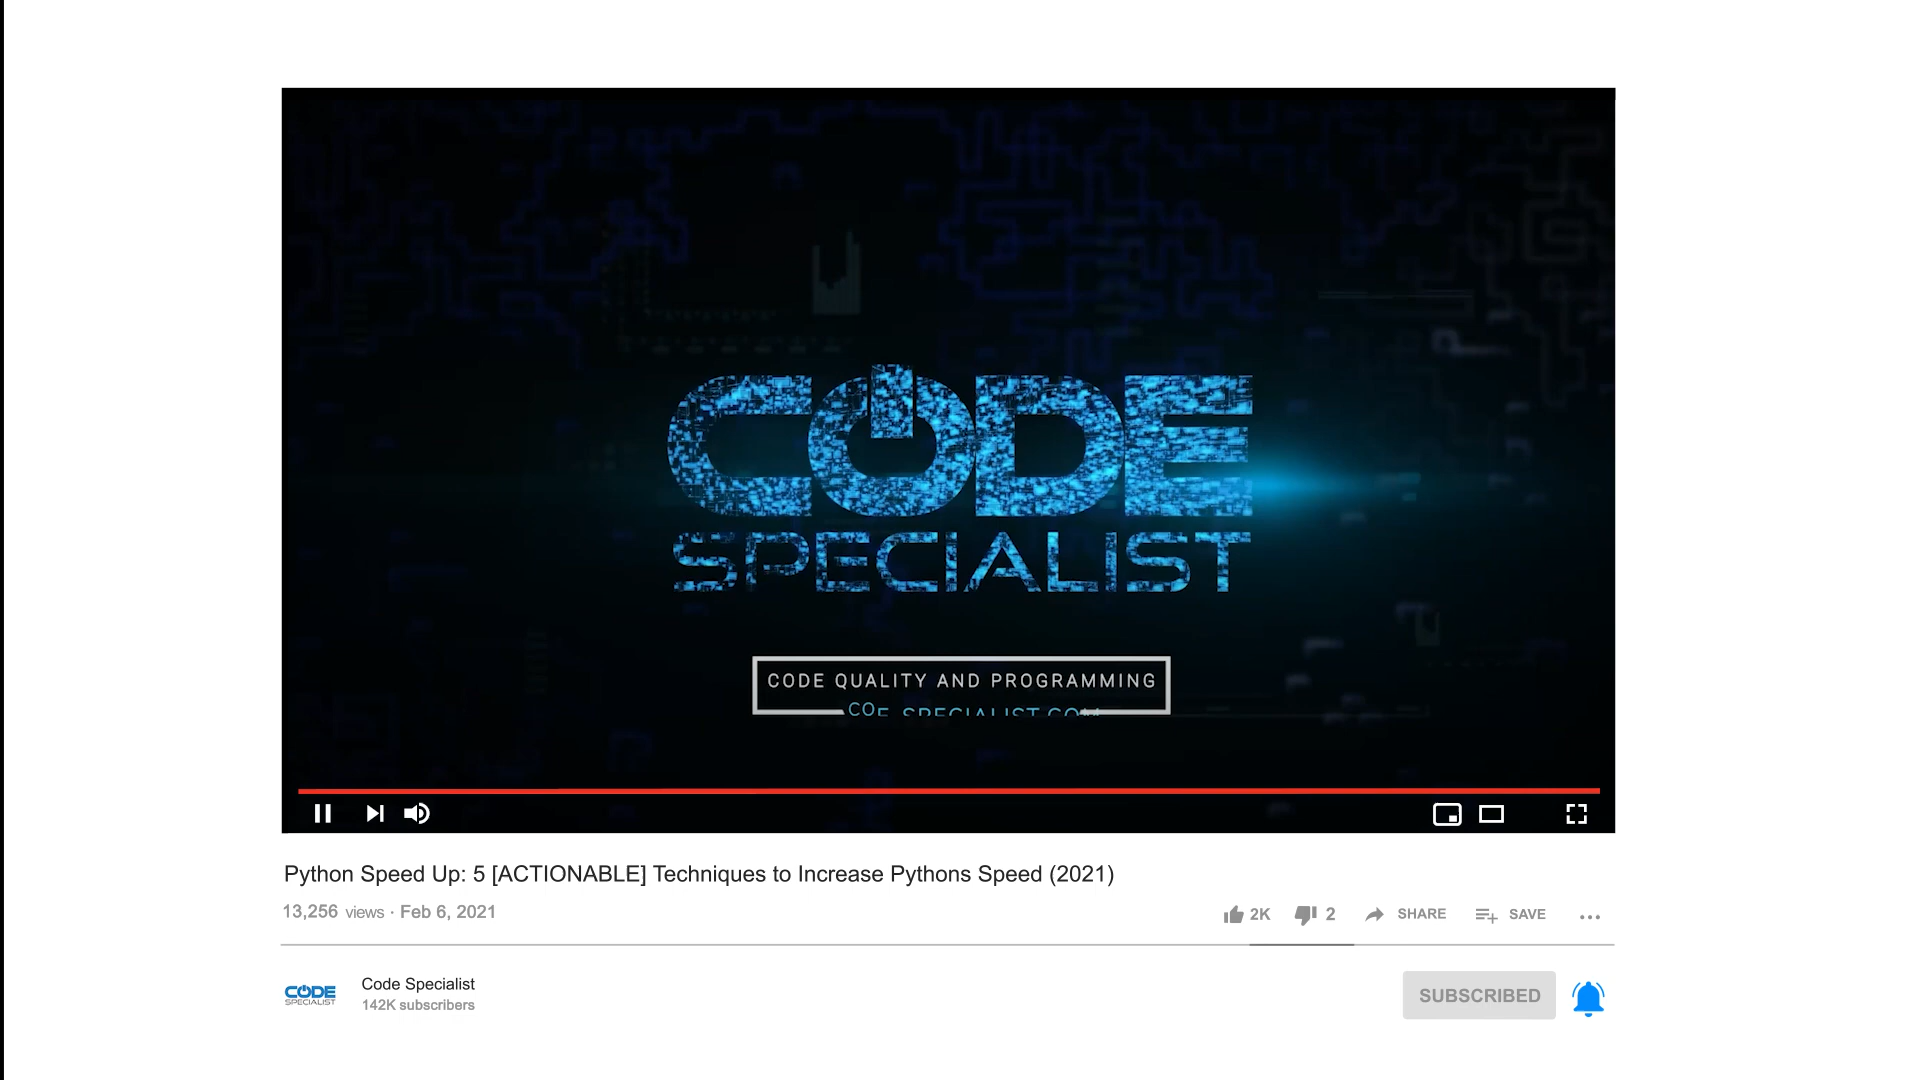 CODE
SPECIALIST
CODE QUALITY AND PROGRAMMING
Python Speed Up: 5 [ACTIONABLE] Techniques to Increase Pythons Speed (2021)
13,256 views · Feb 6, 2021
2K 2 SHARE SAVE ...
CODE
SPECIALIST
Code Specialist
142K subscribers
SUBSCRIBED